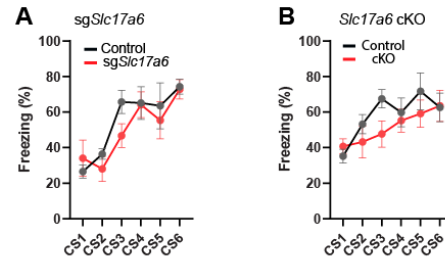 A sgSlc17a6
Control
sgSlc17a6
Freezing (%)
100
80
60
40
20
0
CS1 CS2 CS3 CS4 CS5 CS6
B Slc17a6 cKO
Control
cKO
Freezing (%)
100
80
60
40
20
0
CS1 CS2 CS3 CS4 CS5 CS6